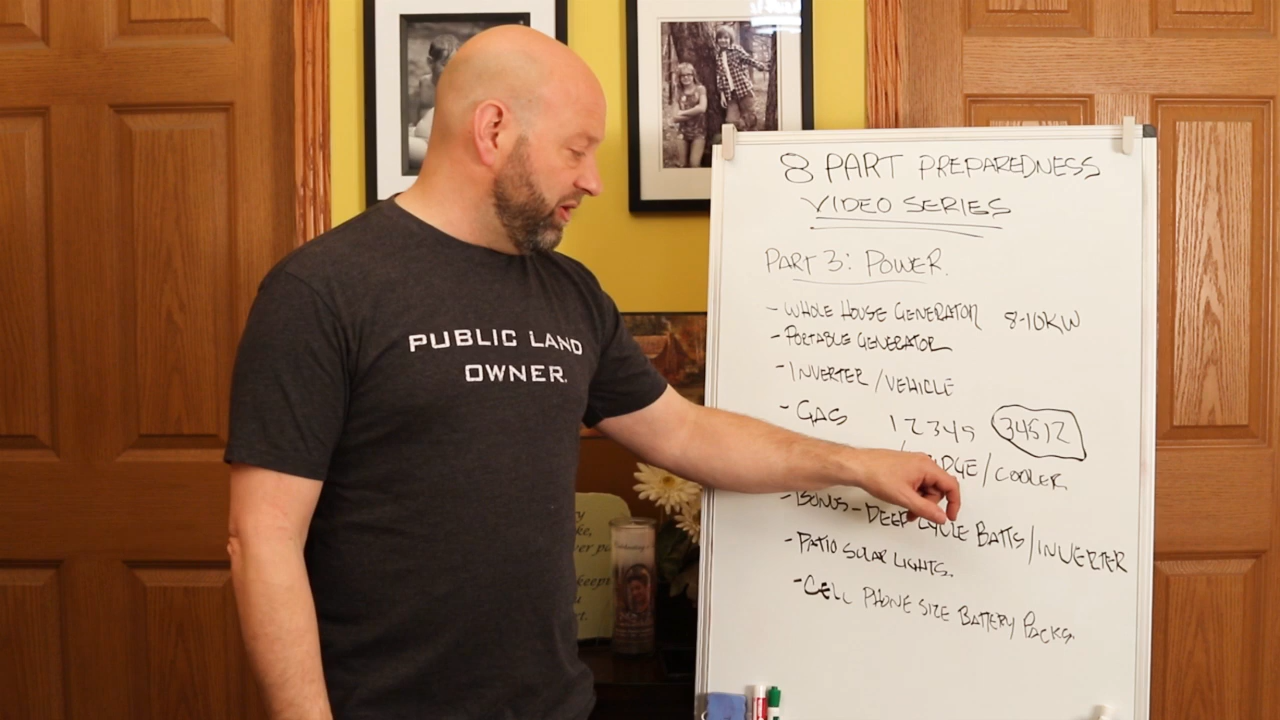 PUBLIC LAND
OWNER.
8 PART PREPAREDNESS
VIDEO SERIES
PART 3: POWER.
- WHOLE HOUSE GENERATOR 8-10KW
- PORTABLE GENERATOR
- INVERTER / VEHICLE
- GAS 12345 34512
/ COOLER
- BONUS - DEEP CYCLE BATTS / INVERTER
- PATIO SOLAR LIGHTS.
- CELL PHONE SIZE BATTERY PACKS.